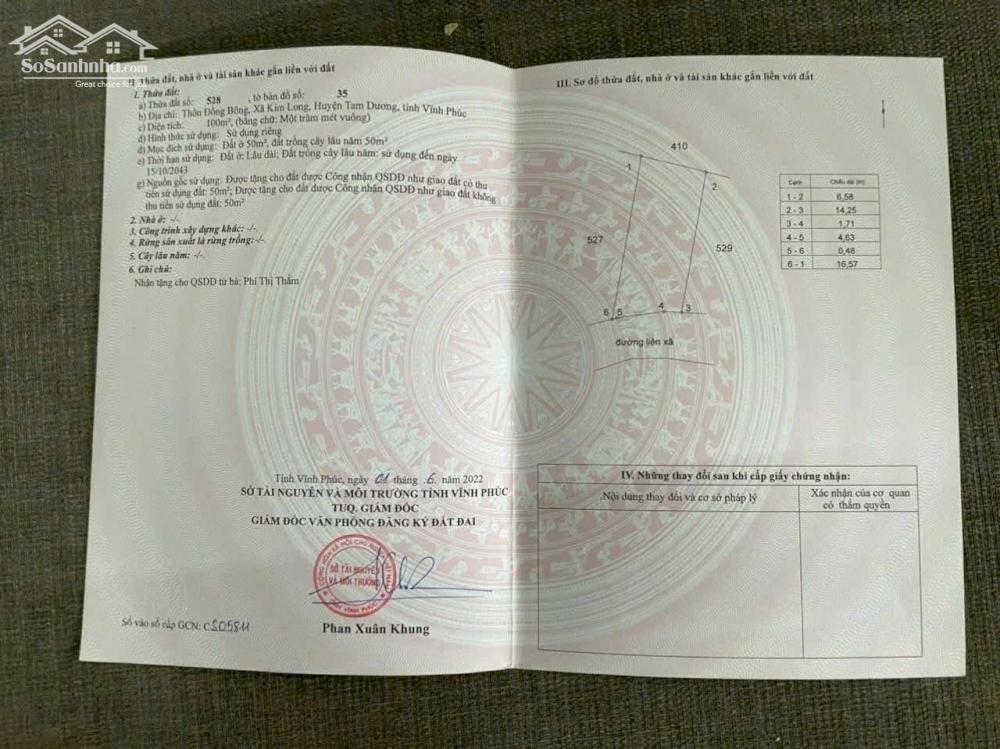 SoSanhnha.com
Great choice for you
II. Thửa đất, nhà ở và tài sản khác gắn liền với đất
1. Thửa đất:
a) Thửa đất số: 528 , tờ bản đồ số: 35
b) Địa chỉ: Thôn Đồng Bông, Xã Kim Long, Huyện Tam Dương, tỉnh Vĩnh Phúc
c) Diện tích: 100m², (bằng chữ: Một trăm mét vuông)
d) Hình thức sử dụng: Sử dụng riêng
đ) Mục đích sử dụng: Đất ở 50m², đất trồng cây lâu năm 50m²
e) Thời hạn sử dụng: Đất ở: Lâu dài; Đất trồng cây lâu năm: sử dụng đến ngày
15/10/2043
g) Nguồn gốc sử dụng: Được tặng cho đất được Công nhận QSDĐ như giao đất có thu
tiền sử dụng đất: 50m²; Được tặng cho đất được Công nhận QSDĐ như giao đất không
thu tiền sử dụng đất: 50m²
2. Nhà ở: -/-.
3. Công trình xây dựng khác: -/-.
4. Rừng sản xuất là rừng trồng: -/-.
5. Cây lâu năm: -/-
6. Ghi chú:
Nhận tặng cho QSDĐ từ bà: Phí Thị Thắm
Tỉnh Vĩnh Phúc, ngày 01 tháng .6. năm 2022
SỞ TÀI NGUYÊN VÀ MÔI TRƯỜNG TỈNH VĨNH PHÚC
TUQ. GIÁM ĐỐC
GIÁM ĐỐC VĂN PHÒNG ĐĂNG KÝ ĐẤT ĐAI
SỞ TÀI NGUYÊN
VÀ MÔI TRƯỜNG
Phan Xuân Khung
Số vào sổ cấp GCN: CS05811
III. Sơ đồ thửa đất, nhà ở và tài sản khác gắn liền với đất
410
1
2
527
529
6 5 4 3
đường liên xã
Cạnh Chiều dài (m)
1 - 2 6,58
2 - 3 14,25
3 - 4 1,71
4 - 5 4,63
5 - 6 0,48
6 - 1 16,57
IV. Những thay đổi sau khi cấp giấy chứng nhận:
Nội dung thay đổi và cơ sở pháp lý
Xác nhận của cơ quan
có thẩm quyền